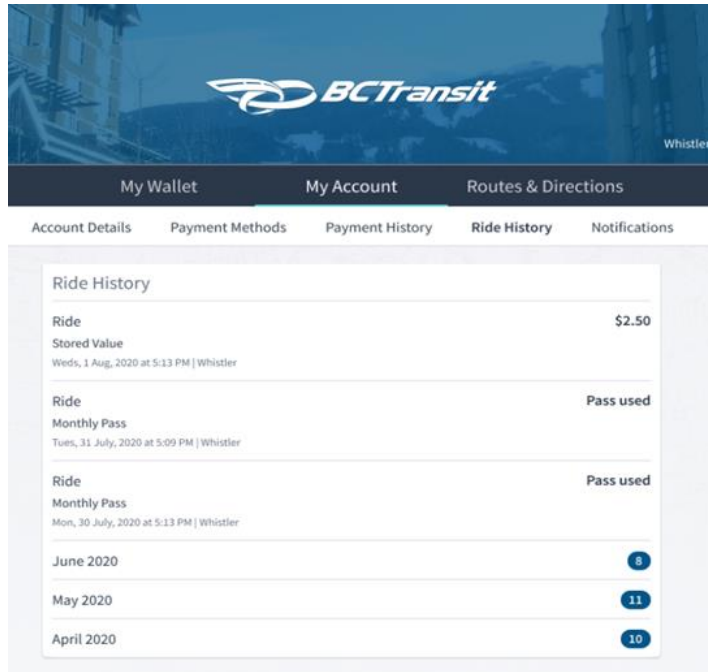 BCTransit
Whistler
My Wallet My Account Routes & Directions
Account Details Payment Methods Payment History Ride History Notifications
Ride History
Ride $2.50
Stored Value
Weds, 1 Aug, 2020 at 5:13 PM | Whistler
Ride Pass used
Monthly Pass
Tues, 31 July, 2020 at 5:09 PM | Whistler
Ride Pass used
Monthly Pass
Mon, 30 July, 2020 at 5:13 PM | Whistler
June 2020 8
May 2020 11
April 2020 10